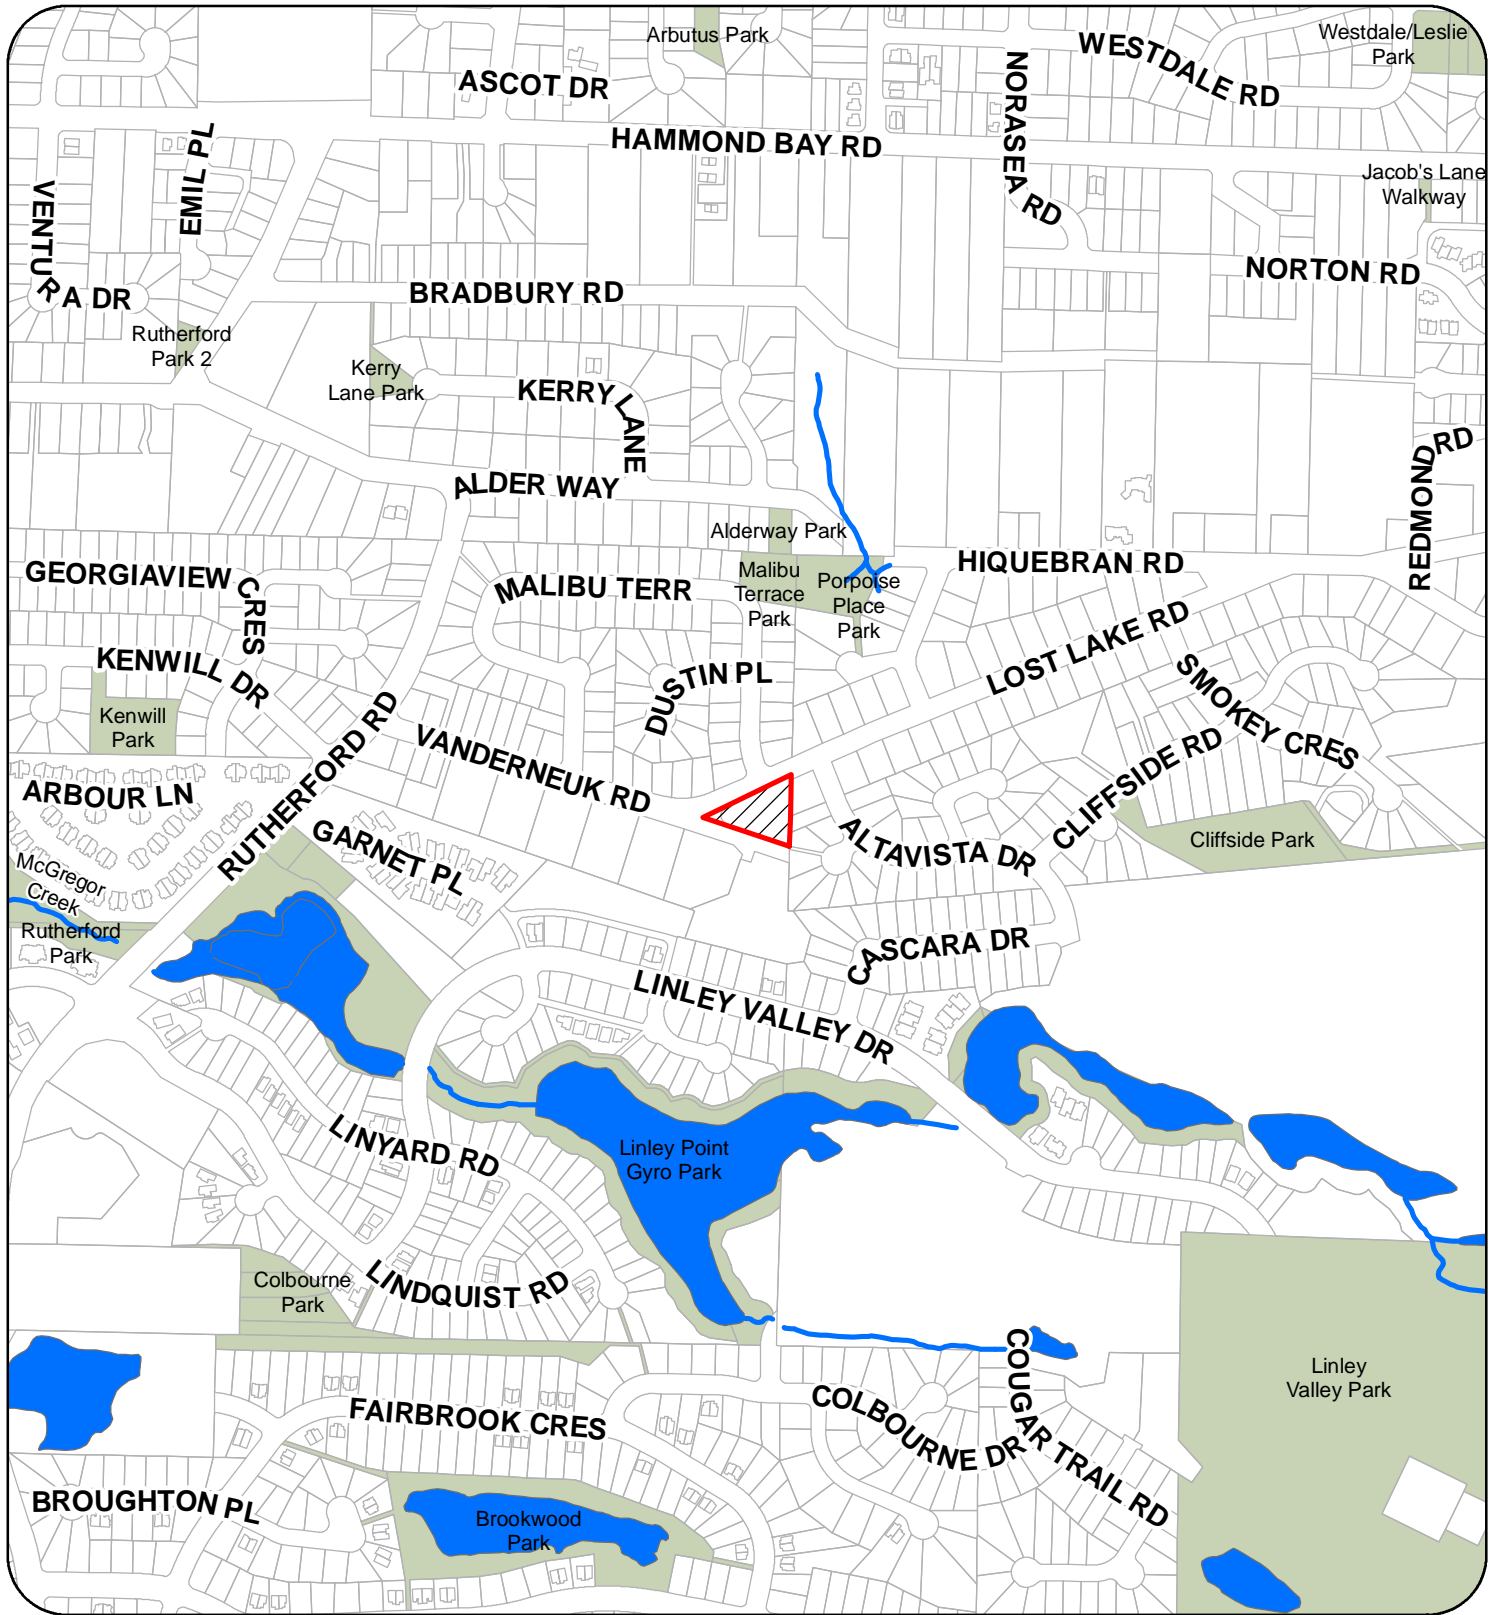 Arbutus Park
Westdale/Leslie
Park
WESTDALE RD
ASCOT DR
NORASEA RD
HAMMOND BAY RD
EMIL PL
Jacob's Lane
Walkway
VENTURA DR
NORTON RD
BRADBURY RD
Rutherford
Park 2
Kerry
Lane Park
KERRY LANE
REDMOND RD
ALDER WAY
Alderway Park
HIQUEBRAN RD
GEORGIAVIEW CRES
MALIBU TERR
Malibu
Terrace
Park
Porpoise
Place
Park
LOST LAKE RD
KENWILL DR
DUSTIN PL
SMOKEY CRES
Kenwill
Park
RUTHERFORD RD
VANDERNEUK RD
CLIFFSIDE RD
ARBOUR LN
GARNET PL
ALTAVISTA DR
Cliffside Park
McGregor
Creek
Rutherford
Park
CASCARA DR
LINLEY VALLEY DR
LINYARD RD
Linley Point
Gyro Park
Colbourne
Park
LINDQUIST RD
COUGAR TRAIL RD
Linley
Valley Park
FAIRBROOK CRES
COLBOURNE DR
BROUGHTON PL
Brookwood
Park